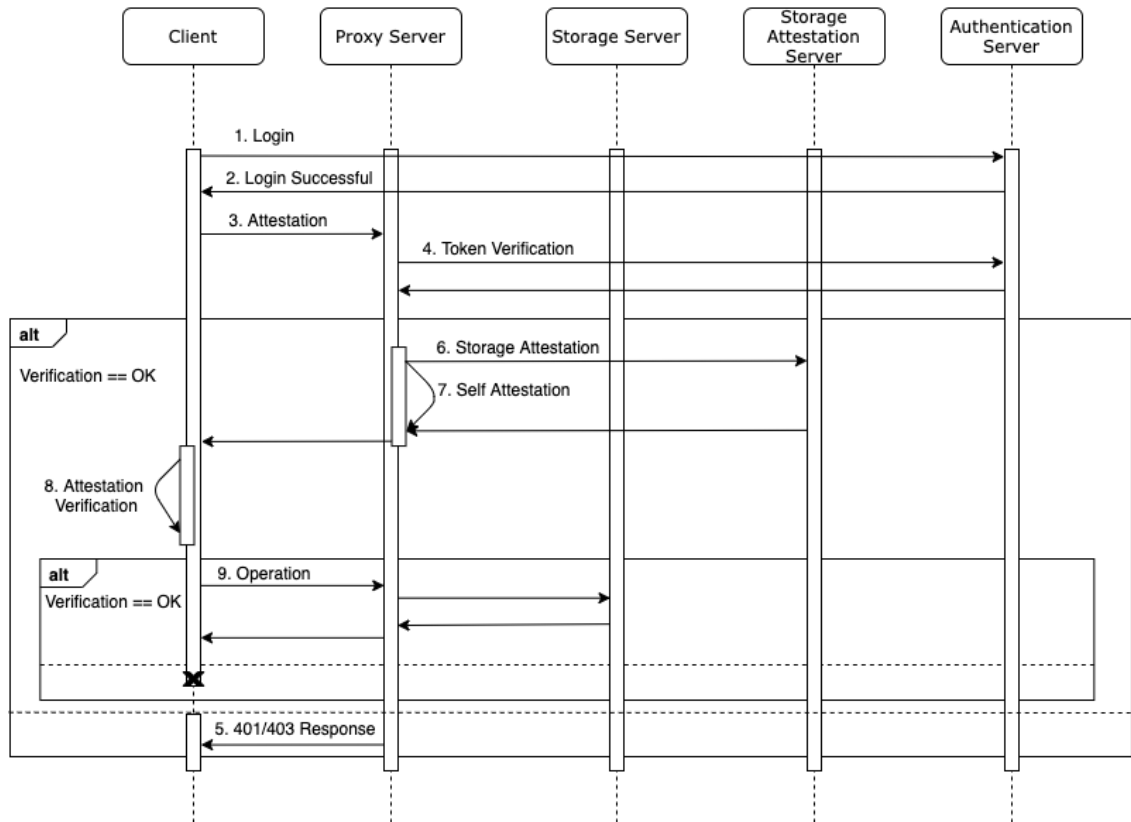 Client
Proxy Server
Storage Server
Storage
Attestation
Server
Authentication
Server
1. Login
2. Login Successful
3. Attestation
4. Token Verification
alt
Verification == OK
6. Storage Attestation
7. Self Attestation
8. Attestation
Verification
alt
Verification == OK
9. Operation
5. 401/403 Response